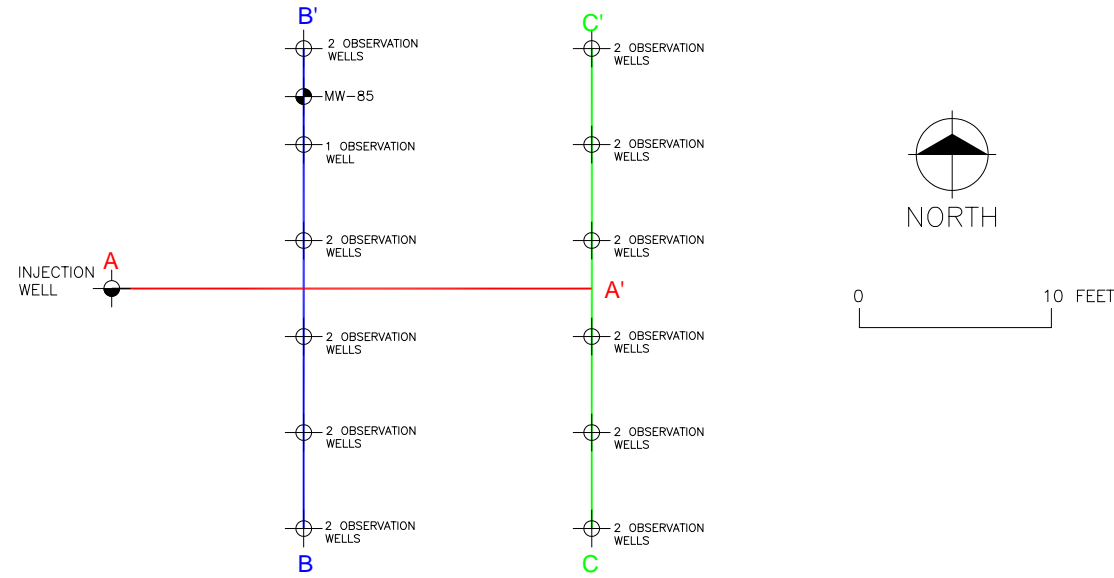 B'
C'
2 OBSERVATION
WELLS
2 OBSERVATION
WELLS
MW-85
1 OBSERVATION
WELL
2 OBSERVATION
WELLS
NORTH
2 OBSERVATION
WELLS
2 OBSERVATION
WELLS
A
INJECTION
WELL
A'
0
10 FEET
2 OBSERVATION
WELLS
2 OBSERVATION
WELLS
2 OBSERVATION
WELLS
2 OBSERVATION
WELLS
2 OBSERVATION
WELLS
2 OBSERVATION
WELLS
B
C